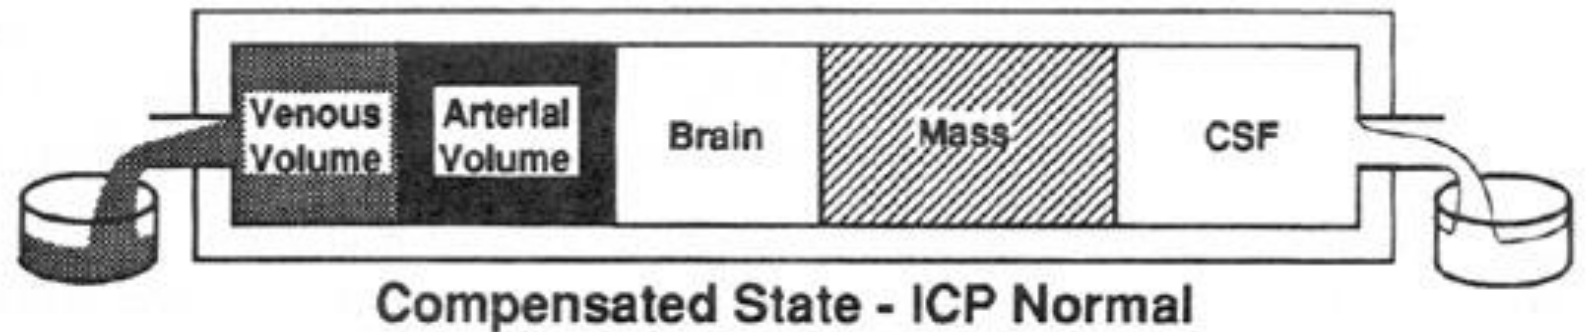 Venous
Volume
Arterial
Volume
Brain
Mass
CSF
Compensated State - ICP Normal